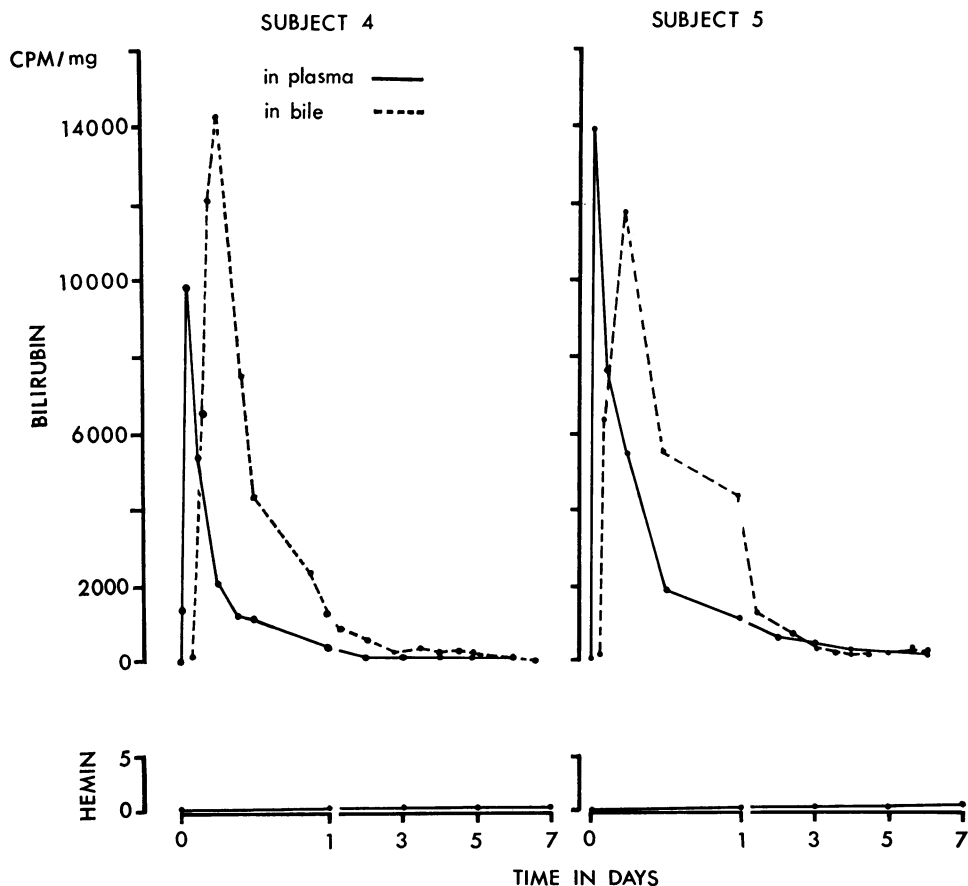 SUBJECT 4
SUBJECT 5
CPM/mg
in plasma
in bile
14000
10000
6000
2000
0
BILIRUBIN
5
0
HEMIN
0 1 3 5 7
0 1 3 5 7
TIME IN DAYS